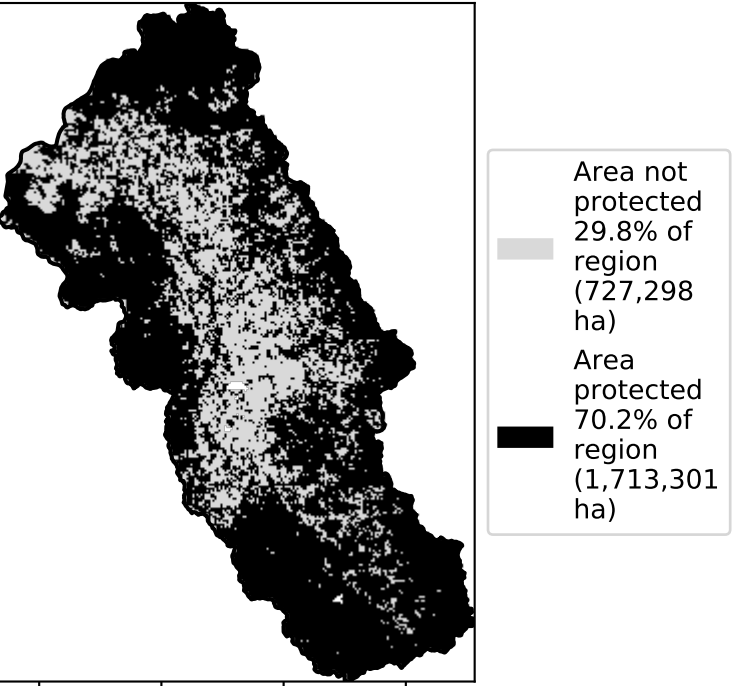 Area not
protected
29.8% of
region
(727,298
ha)
Area
protected
70.2% of
region
(1,713,301
ha)